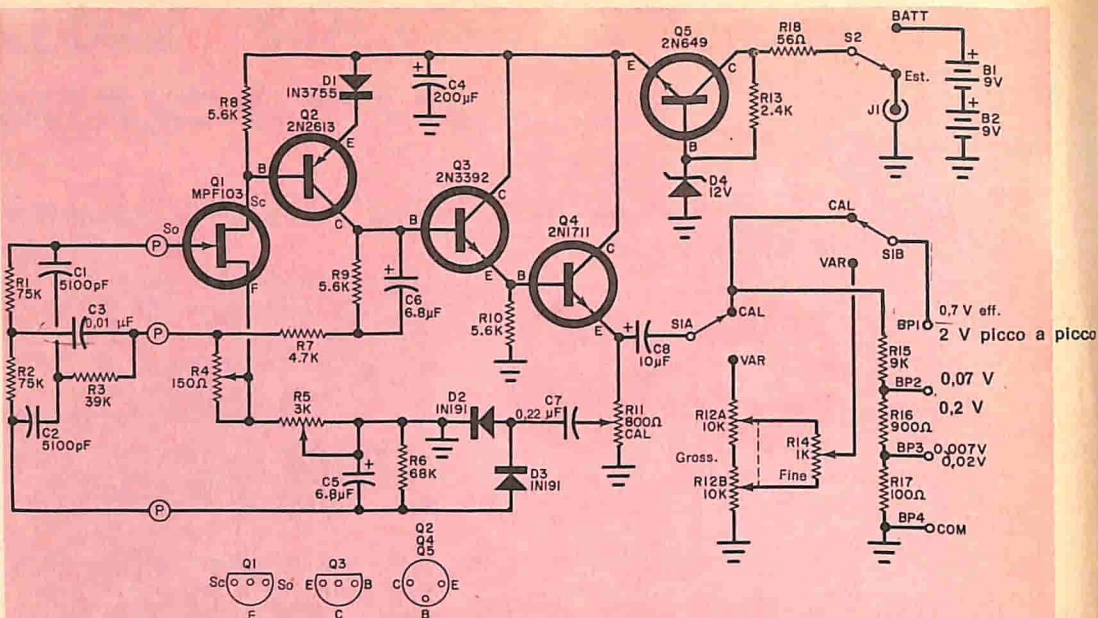 BATT
R18
56Ω
S2
B1
9V
B2
9V
Est.
J1
Q5
2N649
E
C
B
R13
2.4K
D4
12V
D1
1N3755
C4
200µF
R8
5.6K
Q2
2N2613
B
E
C
Q1
MPF103
Sc
So
F
Q3
2N3392
B
C
E
Q4
2N1711
B
C
E
P
P
P
R1
75K
C1
5100pF
C3
0,01 µF
R2
75K
R3
39K
C2
5100pF
R9
5.6K
C6
6.8µF
R10
5.6K
R7
4.7K
R4
150Ω
R5
3K
C5
6.8µF
R6
68K
D2
1N191
D3
1N191
C7
0,22 µF
R11
800Ω
CAL
C8
10µF
S1A
CAL
VAR
CAL
S1B
VAR
R12A
10K
Gross.
R12B
10K
R14
1K
Fine
R15
9K
R16
900Ω
R17
100Ω
BP1
0,7 V eff.
2 V picco a picco
BP2
0,07 V
0,2 V
BP3
0,007V
0,02V
BP4
COM
Q1
Sc So
F
Q3
E B
C
Q2
Q4
Q5
C E
B